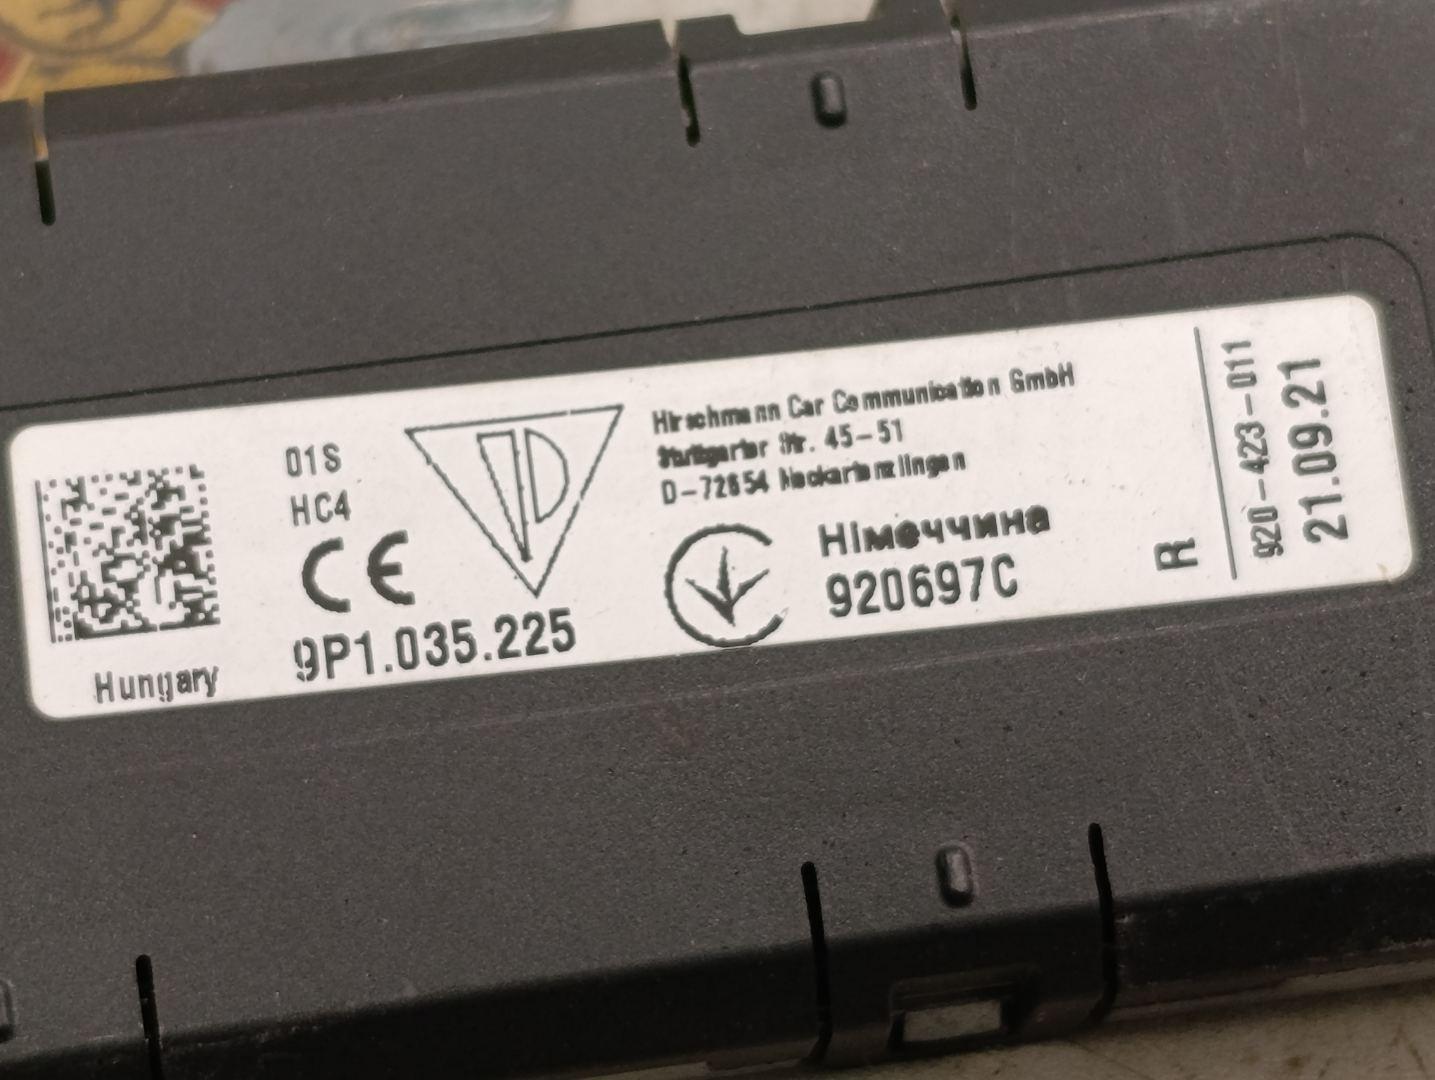 01S
HC4
CE
9P1.035.225
Hungary
Hirschmann Car Communication GmbH
Stuttgarter Str. 45-51
D-72654 Neckartenzlingen
Німеччина
920697C
R
920-423-011
21.09.21